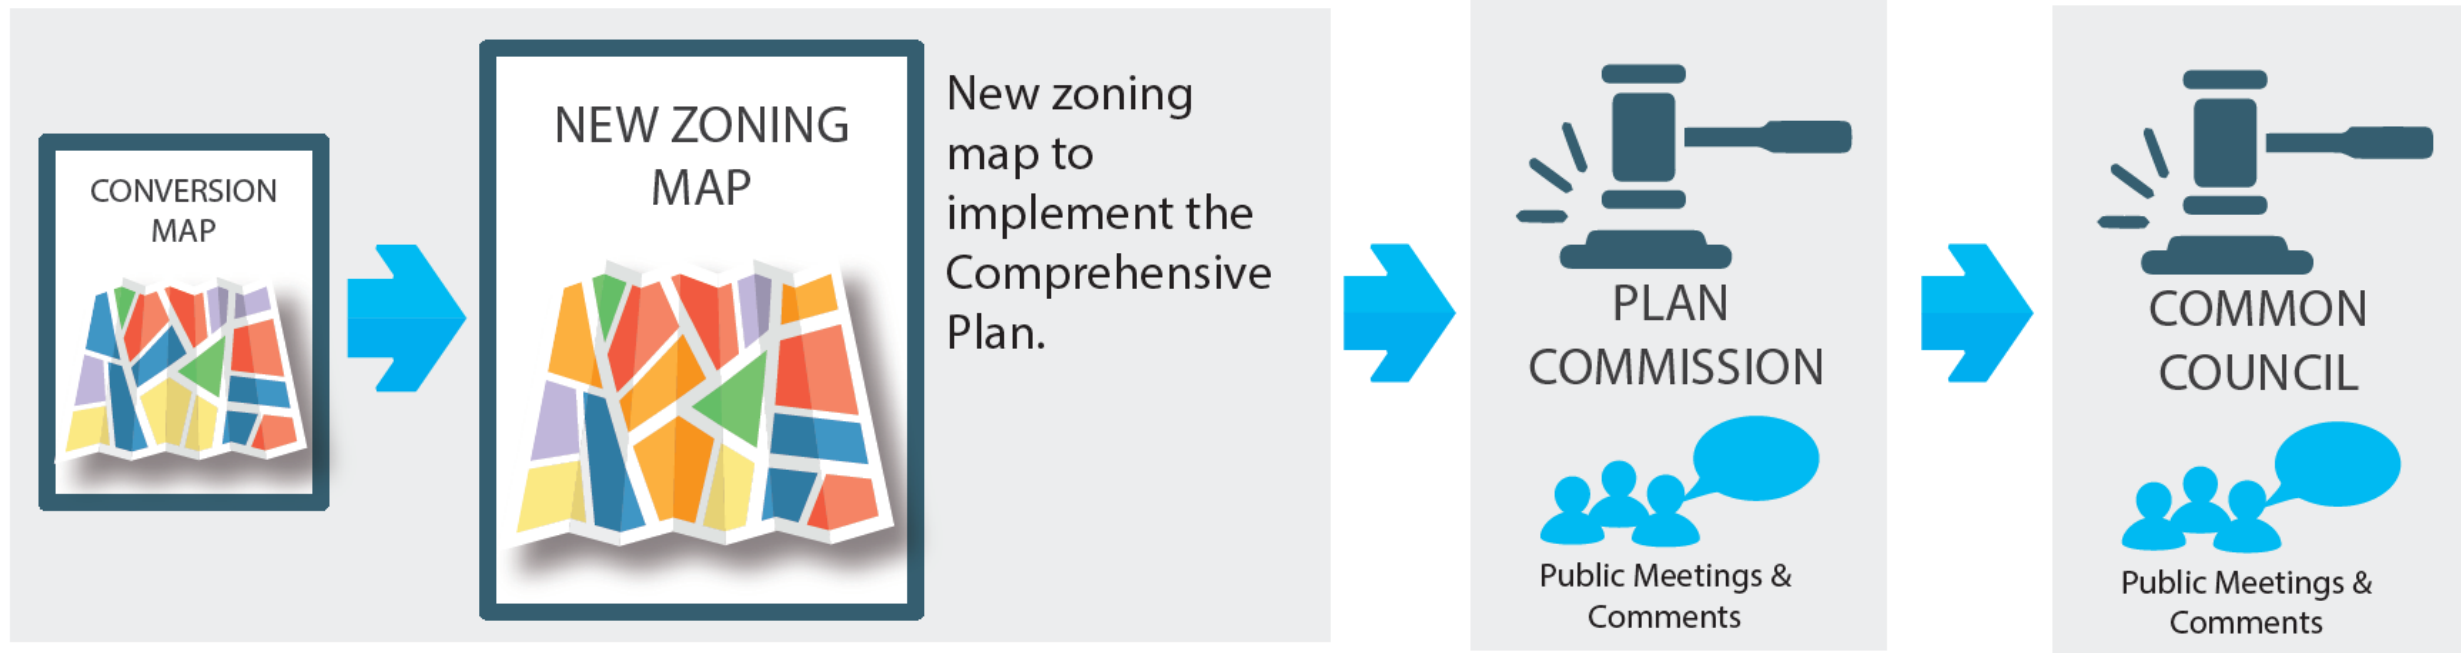 CONVERSION
MAP
NEW ZONING
MAP
New zoning
map to
implement the
Comprehensive
Plan.
PLAN
COMMISSION
Public Meetings &
Comments
COMMON
COUNCIL
Public Meetings &
Comments